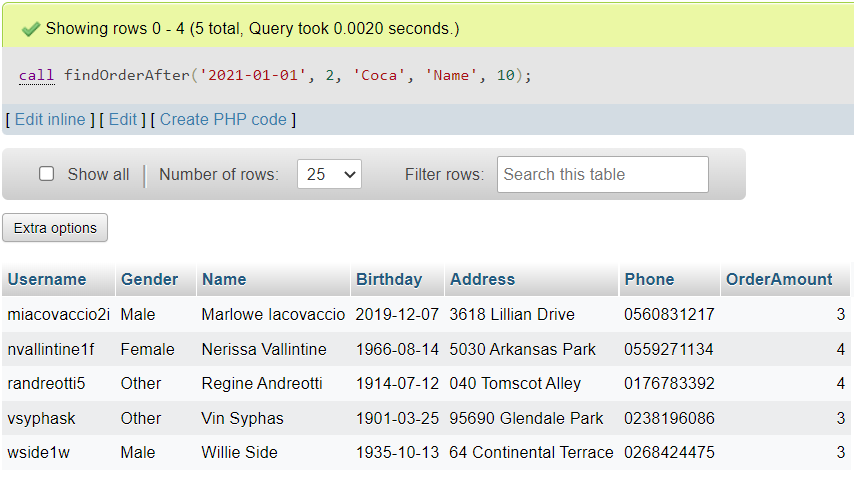 Showing rows 0 - 4 (5 total, Query took 0.0020 seconds.)
call findOrderAfter('2021-01-01', 2, 'Coca', 'Name', 10);
[ Edit inline ] [ Edit ] [ Create PHP code ]
Show all Number of rows: 25 Filter rows: Search this table
Extra options
Username Gender Name Birthday Address Phone OrderAmount
miacovaccio2i Male Marlowe Iacovaccio 2019-12-07 3618 Lillian Drive 0560831217 3
nvallintine1f Female Nerissa Vallintine 1966-08-14 5030 Arkansas Park 0559271134 4
randreotti5 Other Regine Andreotti 1914-07-12 040 Tomscot Alley 0176783392 4
vsyphask Other Vin Syphas 1901-03-25 95690 Glendale Park 0238196086 3
wside1w Male Willie Side 1935-10-13 64 Continental Terrace 0268424475 3